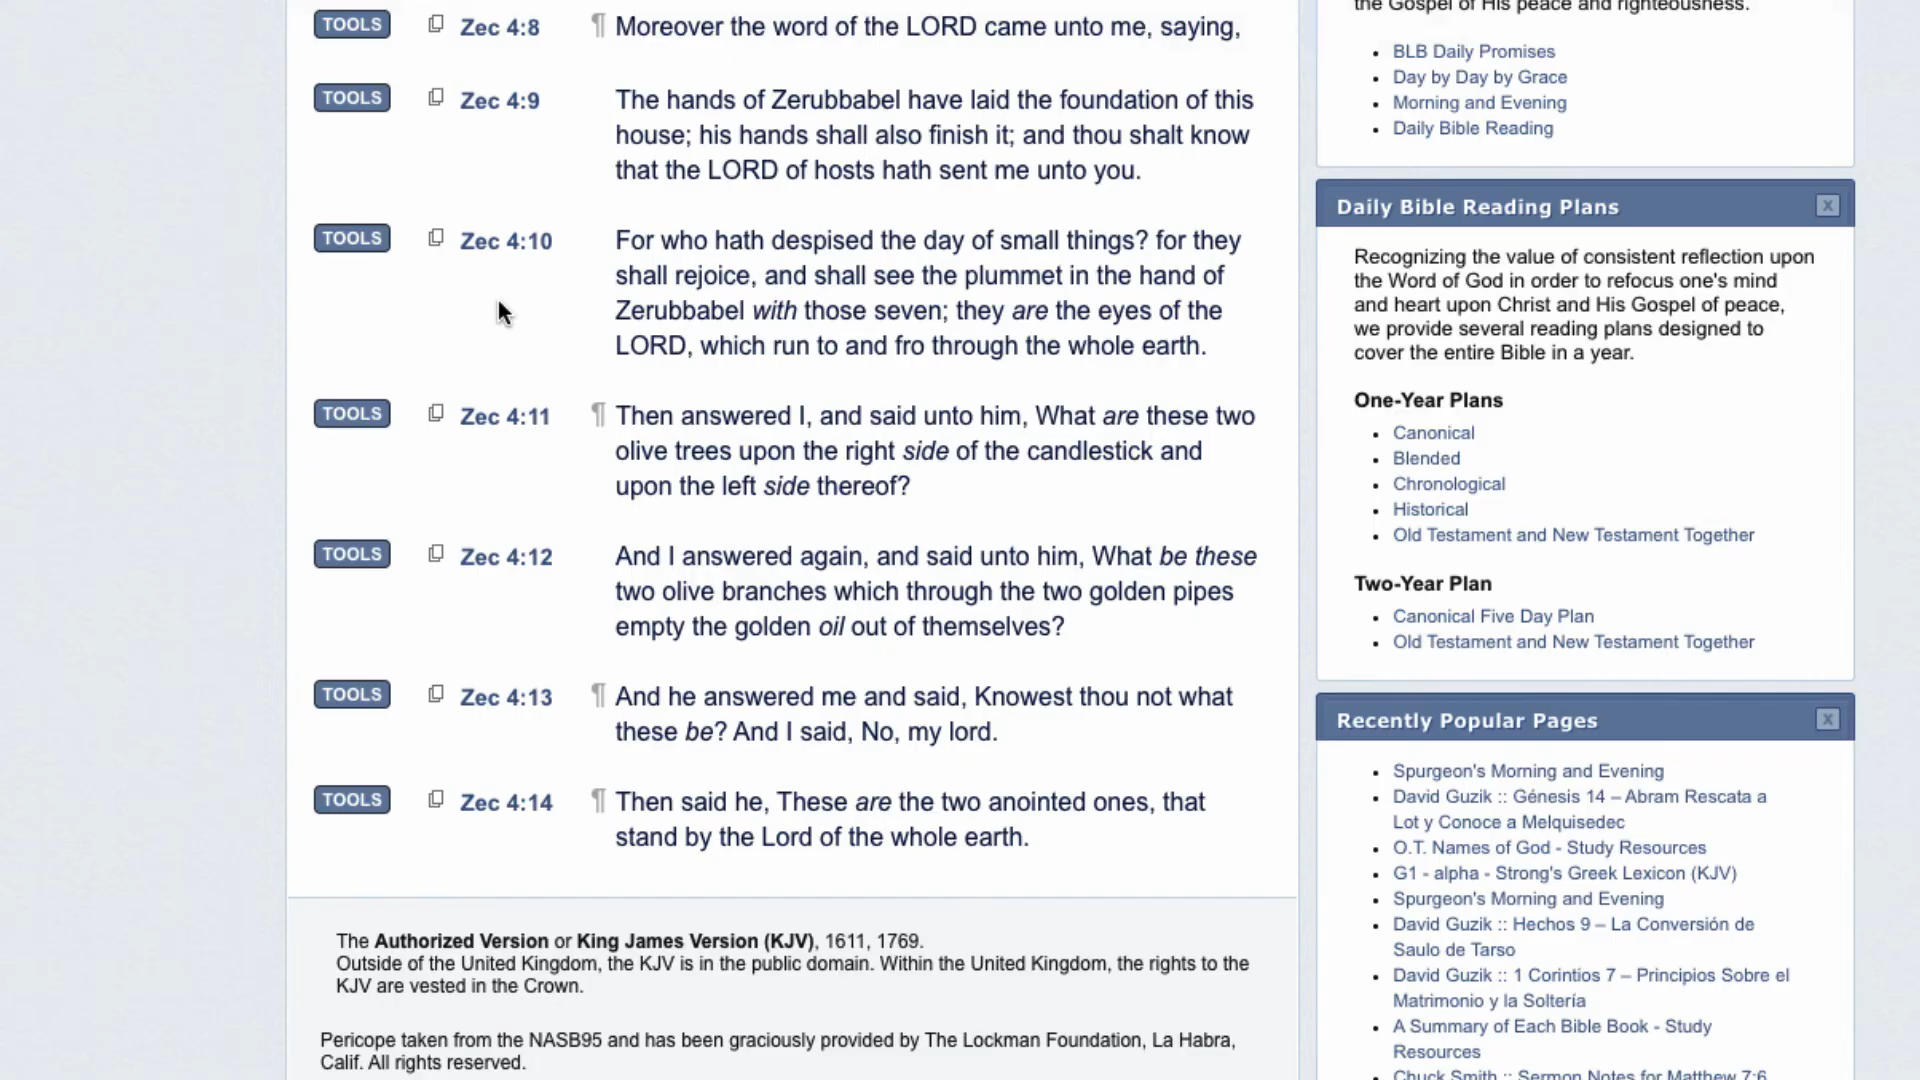 TOOLS Zec 4:8 ¶ Moreover the word of the LORD came unto me, saying,
TOOLS Zec 4:9 The hands of Zerubbabel have laid the foundation of this
house; his hands shall also finish it; and thou shalt know
that the LORD of hosts hath sent me unto you.
TOOLS Zec 4:10 For who hath despised the day of small things? for they
shall rejoice, and shall see the plummet in the hand of
Zerubbabel with those seven; they are the eyes of the
LORD, which run to and fro through the whole earth.
TOOLS Zec 4:11 ¶ Then answered I, and said unto him, What are these two
olive trees upon the right side of the candlestick and
upon the left side thereof?
TOOLS Zec 4:12 And I answered again, and said unto him, What be these
two olive branches which through the two golden pipes
empty the golden oil out of themselves?
TOOLS Zec 4:13 ¶ And he answered me and said, Knowest thou not what
these be? And I said, No, my lord.
TOOLS Zec 4:14 ¶ Then said he, These are the two anointed ones, that
stand by the Lord of the whole earth.
The Authorized Version or King James Version (KJV), 1611, 1769.
Outside of the United Kingdom, the KJV is in the public domain. Within the United Kingdom, the rights to the
KJV are vested in the Crown.
Pericope taken from the NASB95 and has been graciously provided by The Lockman Foundation, La Habra,
Calif. All rights reserved.
the Gospel of His peace and righteousness.
• BLB Daily Promises
• Day by Day by Grace
• Morning and Evening
• Daily Bible Reading
Daily Bible Reading Plans x
Recognizing the value of consistent reflection upon
the Word of God in order to refocus one's mind
and heart upon Christ and His Gospel of peace,
we provide several reading plans designed to
cover the entire Bible in a year.
One-Year Plans
• Canonical
• Blended
• Chronological
• Historical
• Old Testament and New Testament Together
Two-Year Plan
• Canonical Five Day Plan
• Old Testament and New Testament Together
Recently Popular Pages x
• Spurgeon's Morning and Evening
• David Guzik :: Génesis 14 – Abram Rescata a
Lot y Conoce a Melquisedec
• O.T. Names of God - Study Resources
• G1 - alpha - Strong's Greek Lexicon (KJV)
• Spurgeon's Morning and Evening
• David Guzik :: Hechos 9 – La Conversión de
Saulo de Tarso
• David Guzik :: 1 Corintios 7 – Principios Sobre el
Matrimonio y la Soltería
• A Summary of Each Bible Book - Study
Resources
• Chuck Smith :: Sermon Notes for Matthew 7:6